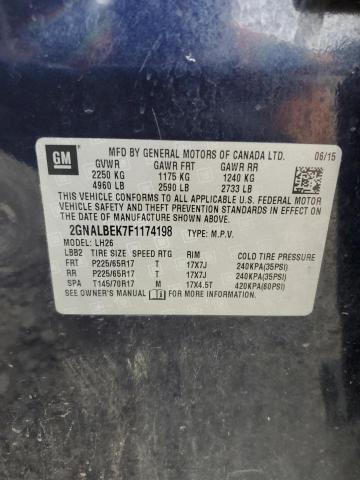 GM
MFD BY GENERAL MOTORS OF CANADA LTD. 06/15
GVWR GAWR FRT GAWR RR
2250 KG 1175 KG 1240 KG
4960 LB 2590 LB 2733 LB
THIS VEHICLE CONFORMS TO ALL APPLICABLE U.S. FEDERAL MOTOR
VEHICLE SAFETY AND THEFT PREVENTION STANDARDS IN EFFECT ON
THE DATE OF MANUFACTURE SHOWN ABOVE.
2GNALBEK7F1174198 TYPE: M.P.V.
MODEL: LH26
LBB2 TIRE SIZE SPEED RTG RIM COLD TIRE PRESSURE
FRT P225/65R17 T 17X7J 240KPA(35PSI)
RR P225/65R17 T 17X7J 240KPA(35PSI)
SPA T145/70R17 M 17X4.5T 420KPA(60PSI)
SEE OWNER'S MANUAL FOR ADDITIONAL INFORMATION.